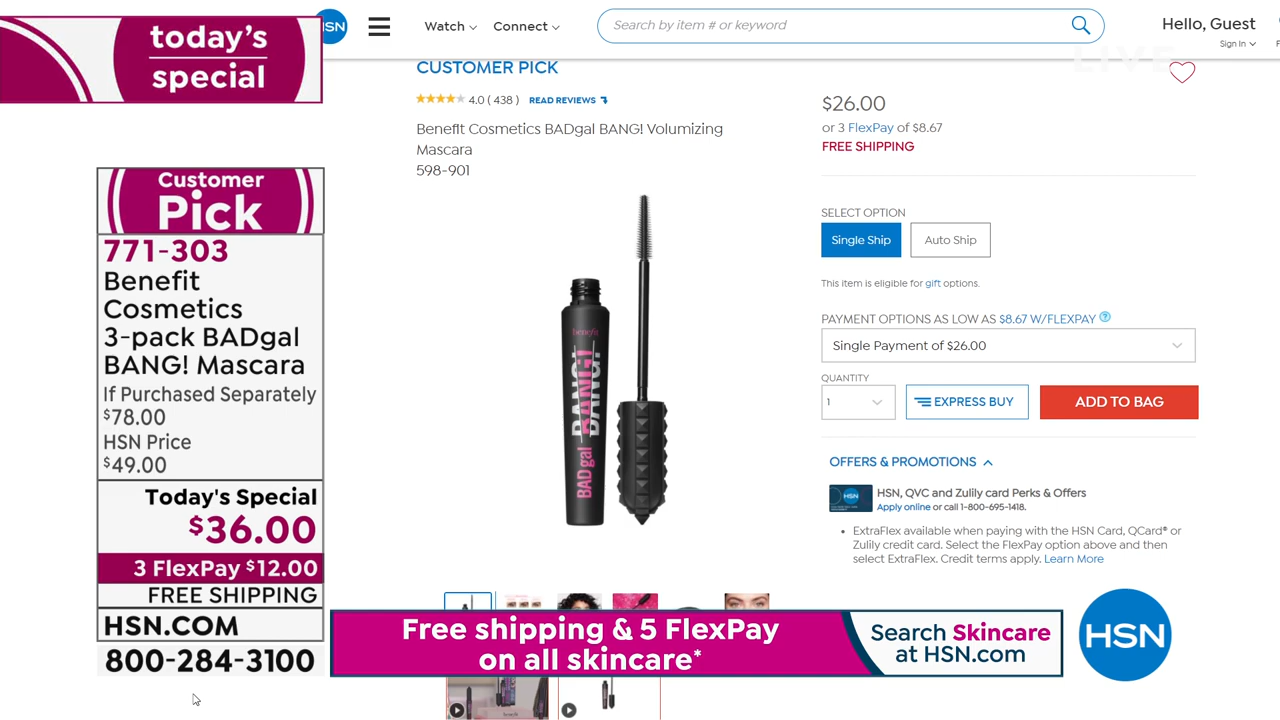 today's
special
HSN
Watch
Connect
Search by item # or keyword
Hello, Guest
Sign In
LIVE
CUSTOMER PICK
4.0 ( 438 )
READ REVIEWS
Benefit Cosmetics BADgal BANG! Volumizing
Mascara
598-901
$26.00
or 3 FlexPay of $8.67
FREE SHIPPING
SELECT OPTION
Single Ship
Auto Ship
This item is eligible for gift options.
PAYMENT OPTIONS AS LOW AS $8.67 W/FLEXPAY ?
Single Payment of $26.00
QUANTITY
1
EXPRESS BUY
ADD TO BAG
OFFERS & PROMOTIONS
HSN
HSN, QVC and Zulily card Perks & Offers
Apply online or call 1-800-695-1418.
• ExtraFlex available when paying with the HSN Card, QCard® or
Zulily credit card. Select the FlexPay option above and then
select ExtraFlex. Credit terms apply. Learn More
benefit
BADgal BANG!
Customer
Pick
771-303
Benefit
Cosmetics
3-pack BADgal
BANG! Mascara
If Purchased Separately
$78.00
HSN Price
$49.00
Today's Special
$36.00
3 FlexPay $12.00
FREE SHIPPING
HSN.COM
800-284-3100
Free shipping & 5 FlexPay
on all skincare*
Search Skincare
at HSN.com
HSN